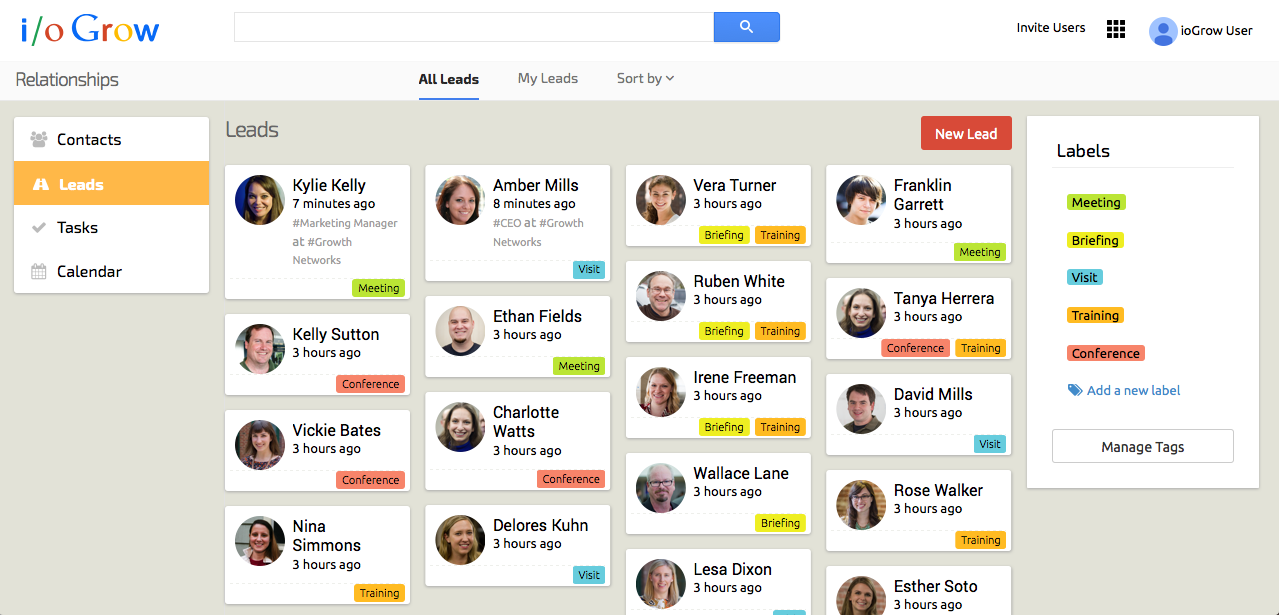 i/o Grow
Invite Users
ioGrow User
Relationships
All Leads
My Leads
Sort by
Contacts
Leads
Tasks
Calendar
Leads
New Lead
Kylie Kelly
7 minutes ago
#Marketing Manager
at #Growth
Networks
Meeting
Kelly Sutton
3 hours ago
Conference
Vickie Bates
3 hours ago
Conference
Nina
Simmons
3 hours ago
Training
Amber Mills
8 minutes ago
#CEO at #Growth
Networks
Visit
Ethan Fields
3 hours ago
Meeting
Charlotte
Watts
3 hours ago
Conference
Delores Kuhn
3 hours ago
Visit
Vera Turner
3 hours ago
Briefing Training
Ruben White
3 hours ago
Briefing Training
Irene Freeman
3 hours ago
Briefing Training
Wallace Lane
3 hours ago
Briefing
Lesa Dixon
3 hours ago
Franklin
Garrett
3 hours ago
Meeting
Tanya Herrera
3 hours ago
Conference Training
David Mills
3 hours ago
Visit
Rose Walker
3 hours ago
Training
Esther Soto
3 hours ago
Labels
Meeting
Briefing
Visit
Training
Conference
Add a new label
Manage Tags